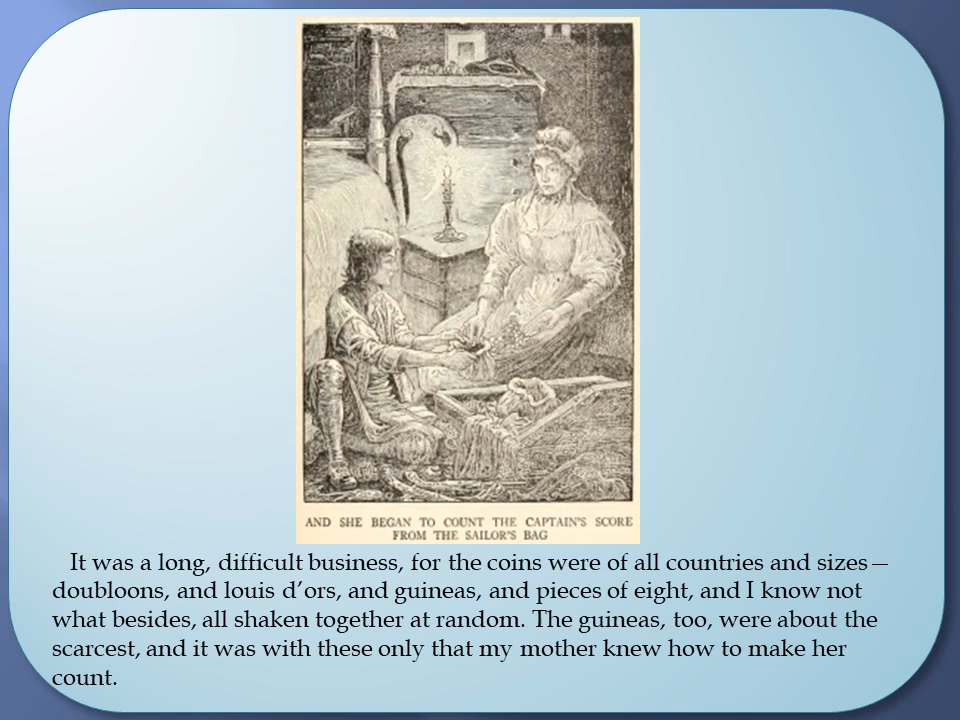 AND SHE BEGAN TO COUNT THE CAPTAIN'S SCORE
FROM THE SAILOR'S BAG
It was a long, difficult business, for the coins were of all countries and sizes—
doubloons, and louis d’ors, and guineas, and pieces of eight, and I know not
what besides, all shaken together at random. The guineas, too, were about the
scarcest, and it was with these only that my mother knew how to make her
count.